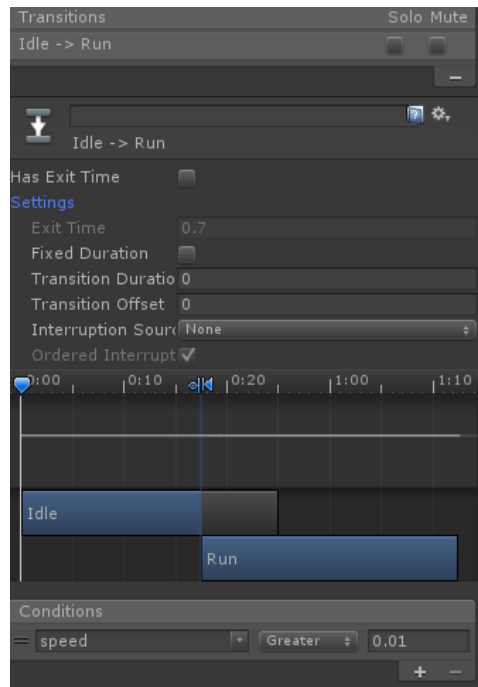 Transitions Solo Mute
Idle -> Run
Idle -> Run
Has Exit Time
Settings
Exit Time 0.7
Fixed Duration
Transition Duratio 0
Transition Offset 0
Interruption Sourc None
Ordered Interrupt
0:00 0:10 0:20 1:00 1:10
Idle
Run
Conditions
speed Greater 0.01